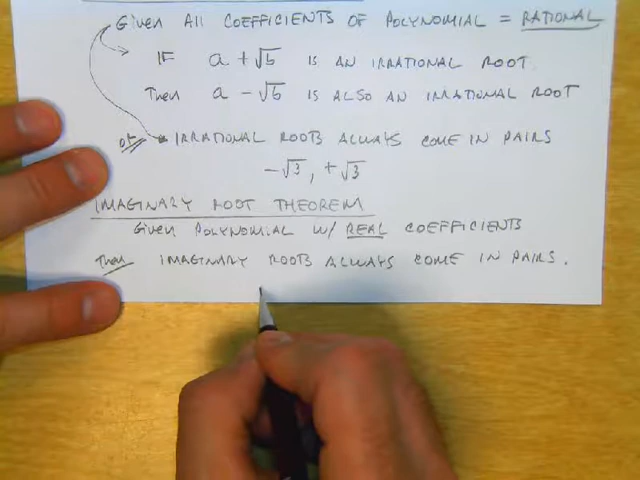 Given All COEFFICIENTS OF POLYNOMIAL = RATIONAL
IF a + √b IS AN IRRATIONAL ROOT
Then a - √b IS ALSO AN IRRATIONAL ROOT
OR IRRATIONAL ROOTS ALWAYS COME IN PAIRS
-√3, +√3
IMAGINARY ROOT THEOREM
Given POLYNOMIAL W/ REAL COEFFICIENTS
Then IMAGINARY ROOTS ALWAYS COME IN PAIRS.